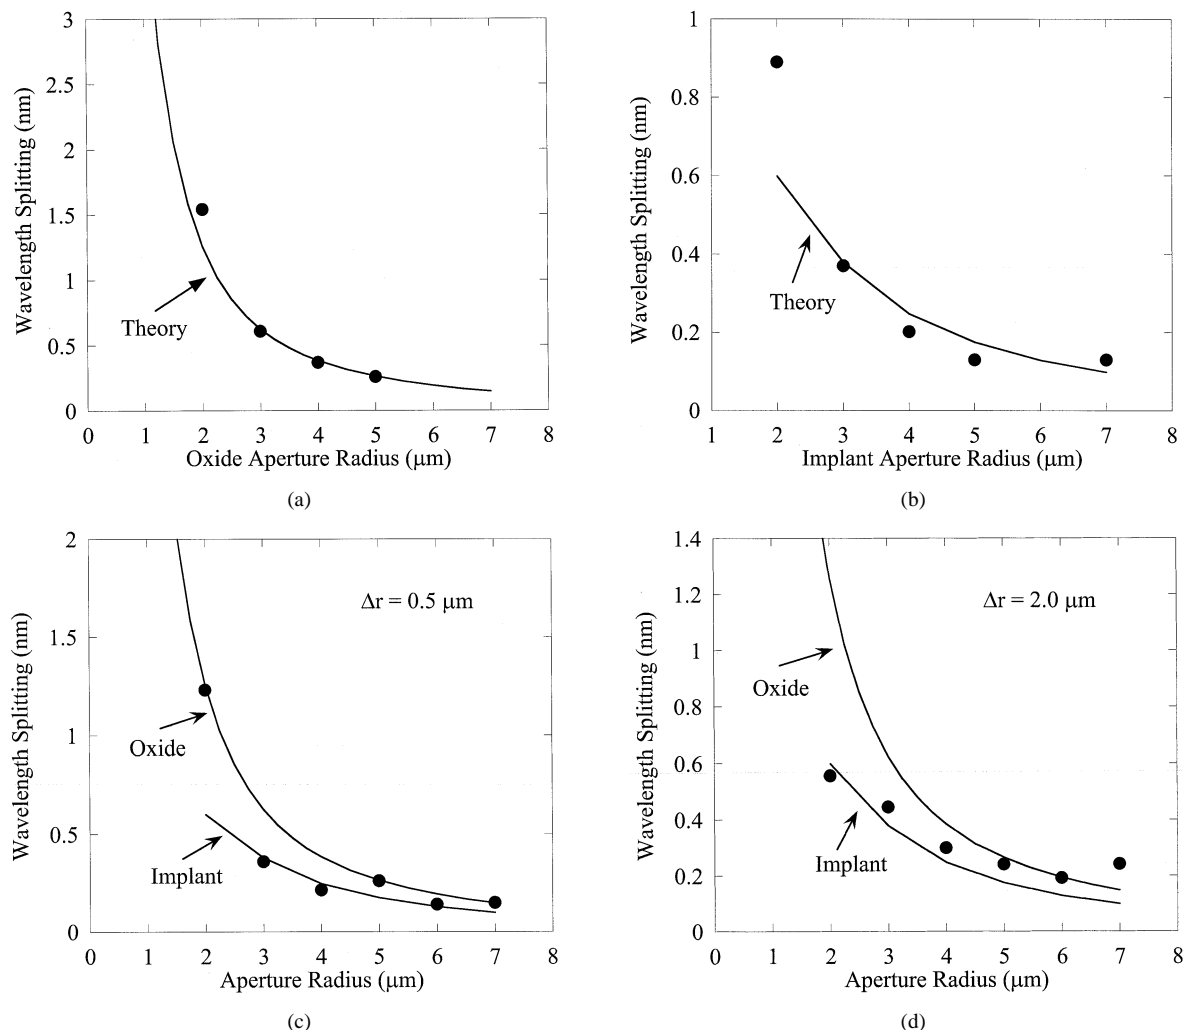 3
2.5
2
1.5
1
0.5
0
Wavelength Splitting (nm)
Theory
0 1 2 3 4 5 6 7 8
Oxide Aperture Radius (μm)
(a)
1
0.8
0.6
0.4
0.2
0
Wavelength Splitting (nm)
Theory
1 2 3 4 5 6 7 8
Implant Aperture Radius (μm)
(b)
2
1.5
1
0.5
0
Wavelength Splitting (nm)
Δr = 0.5 μm
Oxide
Implant
0 1 2 3 4 5 6 7 8
Aperture Radius (μm)
(c)
1.4
1.2
1
0.8
0.6
0.4
0.2
0
Wavelength Splitting (nm)
Δr = 2.0 μm
Oxide
Implant
0 1 2 3 4 5 6 7 8
Aperture Radius (μm)
(d)